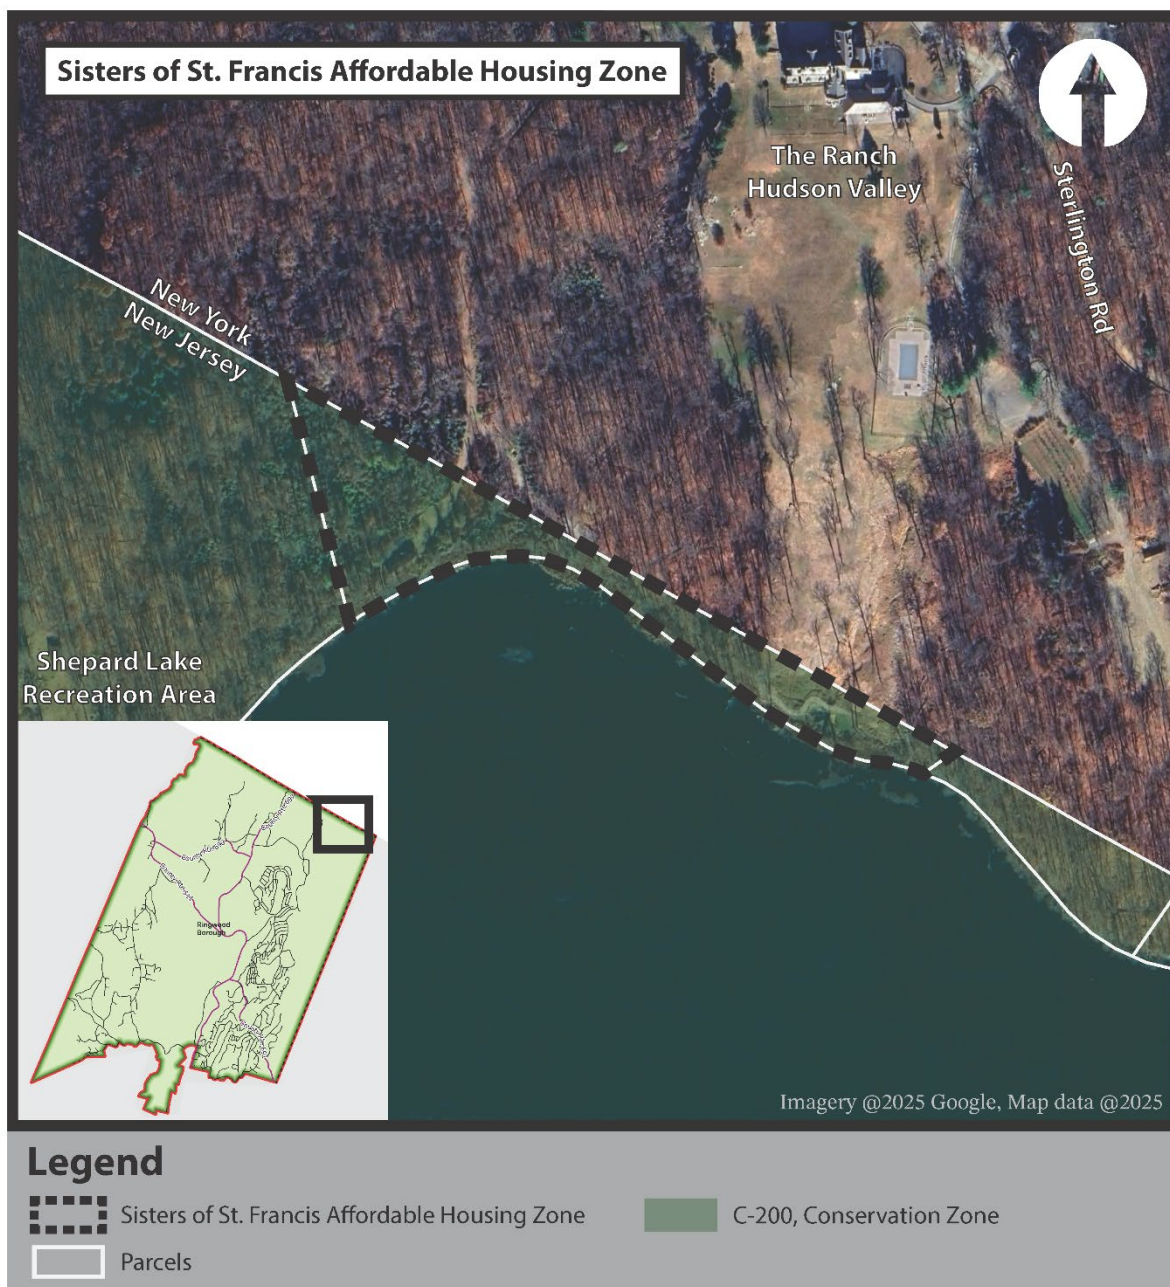 Sisters of St. Francis Affordable Housing Zone
The Ranch
Hudson Valley
Sterlington Rd
New York
New Jersey
Shepard Lake
Recreation Area
Ringwood
Borough
Imagery @2025 Google, Map data @2025
Legend
Sisters of St. Francis Affordable Housing Zone
C-200, Conservation Zone
Parcels